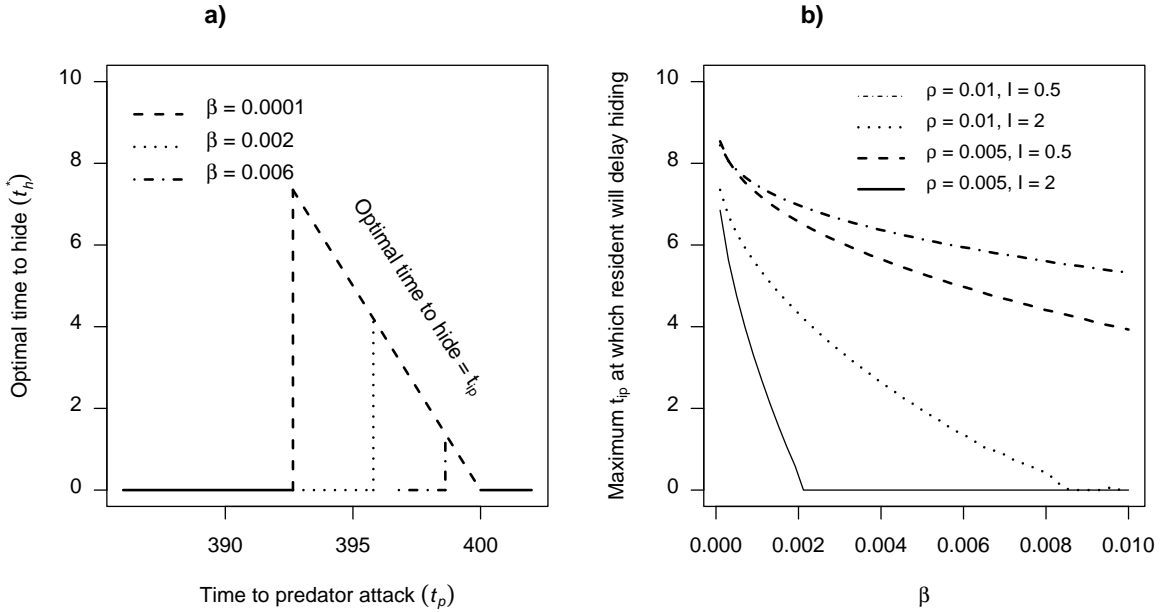 a)
Optimal time to hide (t*h)
10
8
6
4
2
0
β = 0.0001
β = 0.002
β = 0.006
Optimal time to hide = tip
390
395
400
Time to predator attack (tp)
b)
Maximum tip at which resident will delay hiding
10
8
6
4
2
0
ρ = 0.01, I = 0.5
ρ = 0.01, I = 2
ρ = 0.005, I = 0.5
ρ = 0.005, I = 2
0.000
0.002
0.004
0.006
0.008
0.010
β